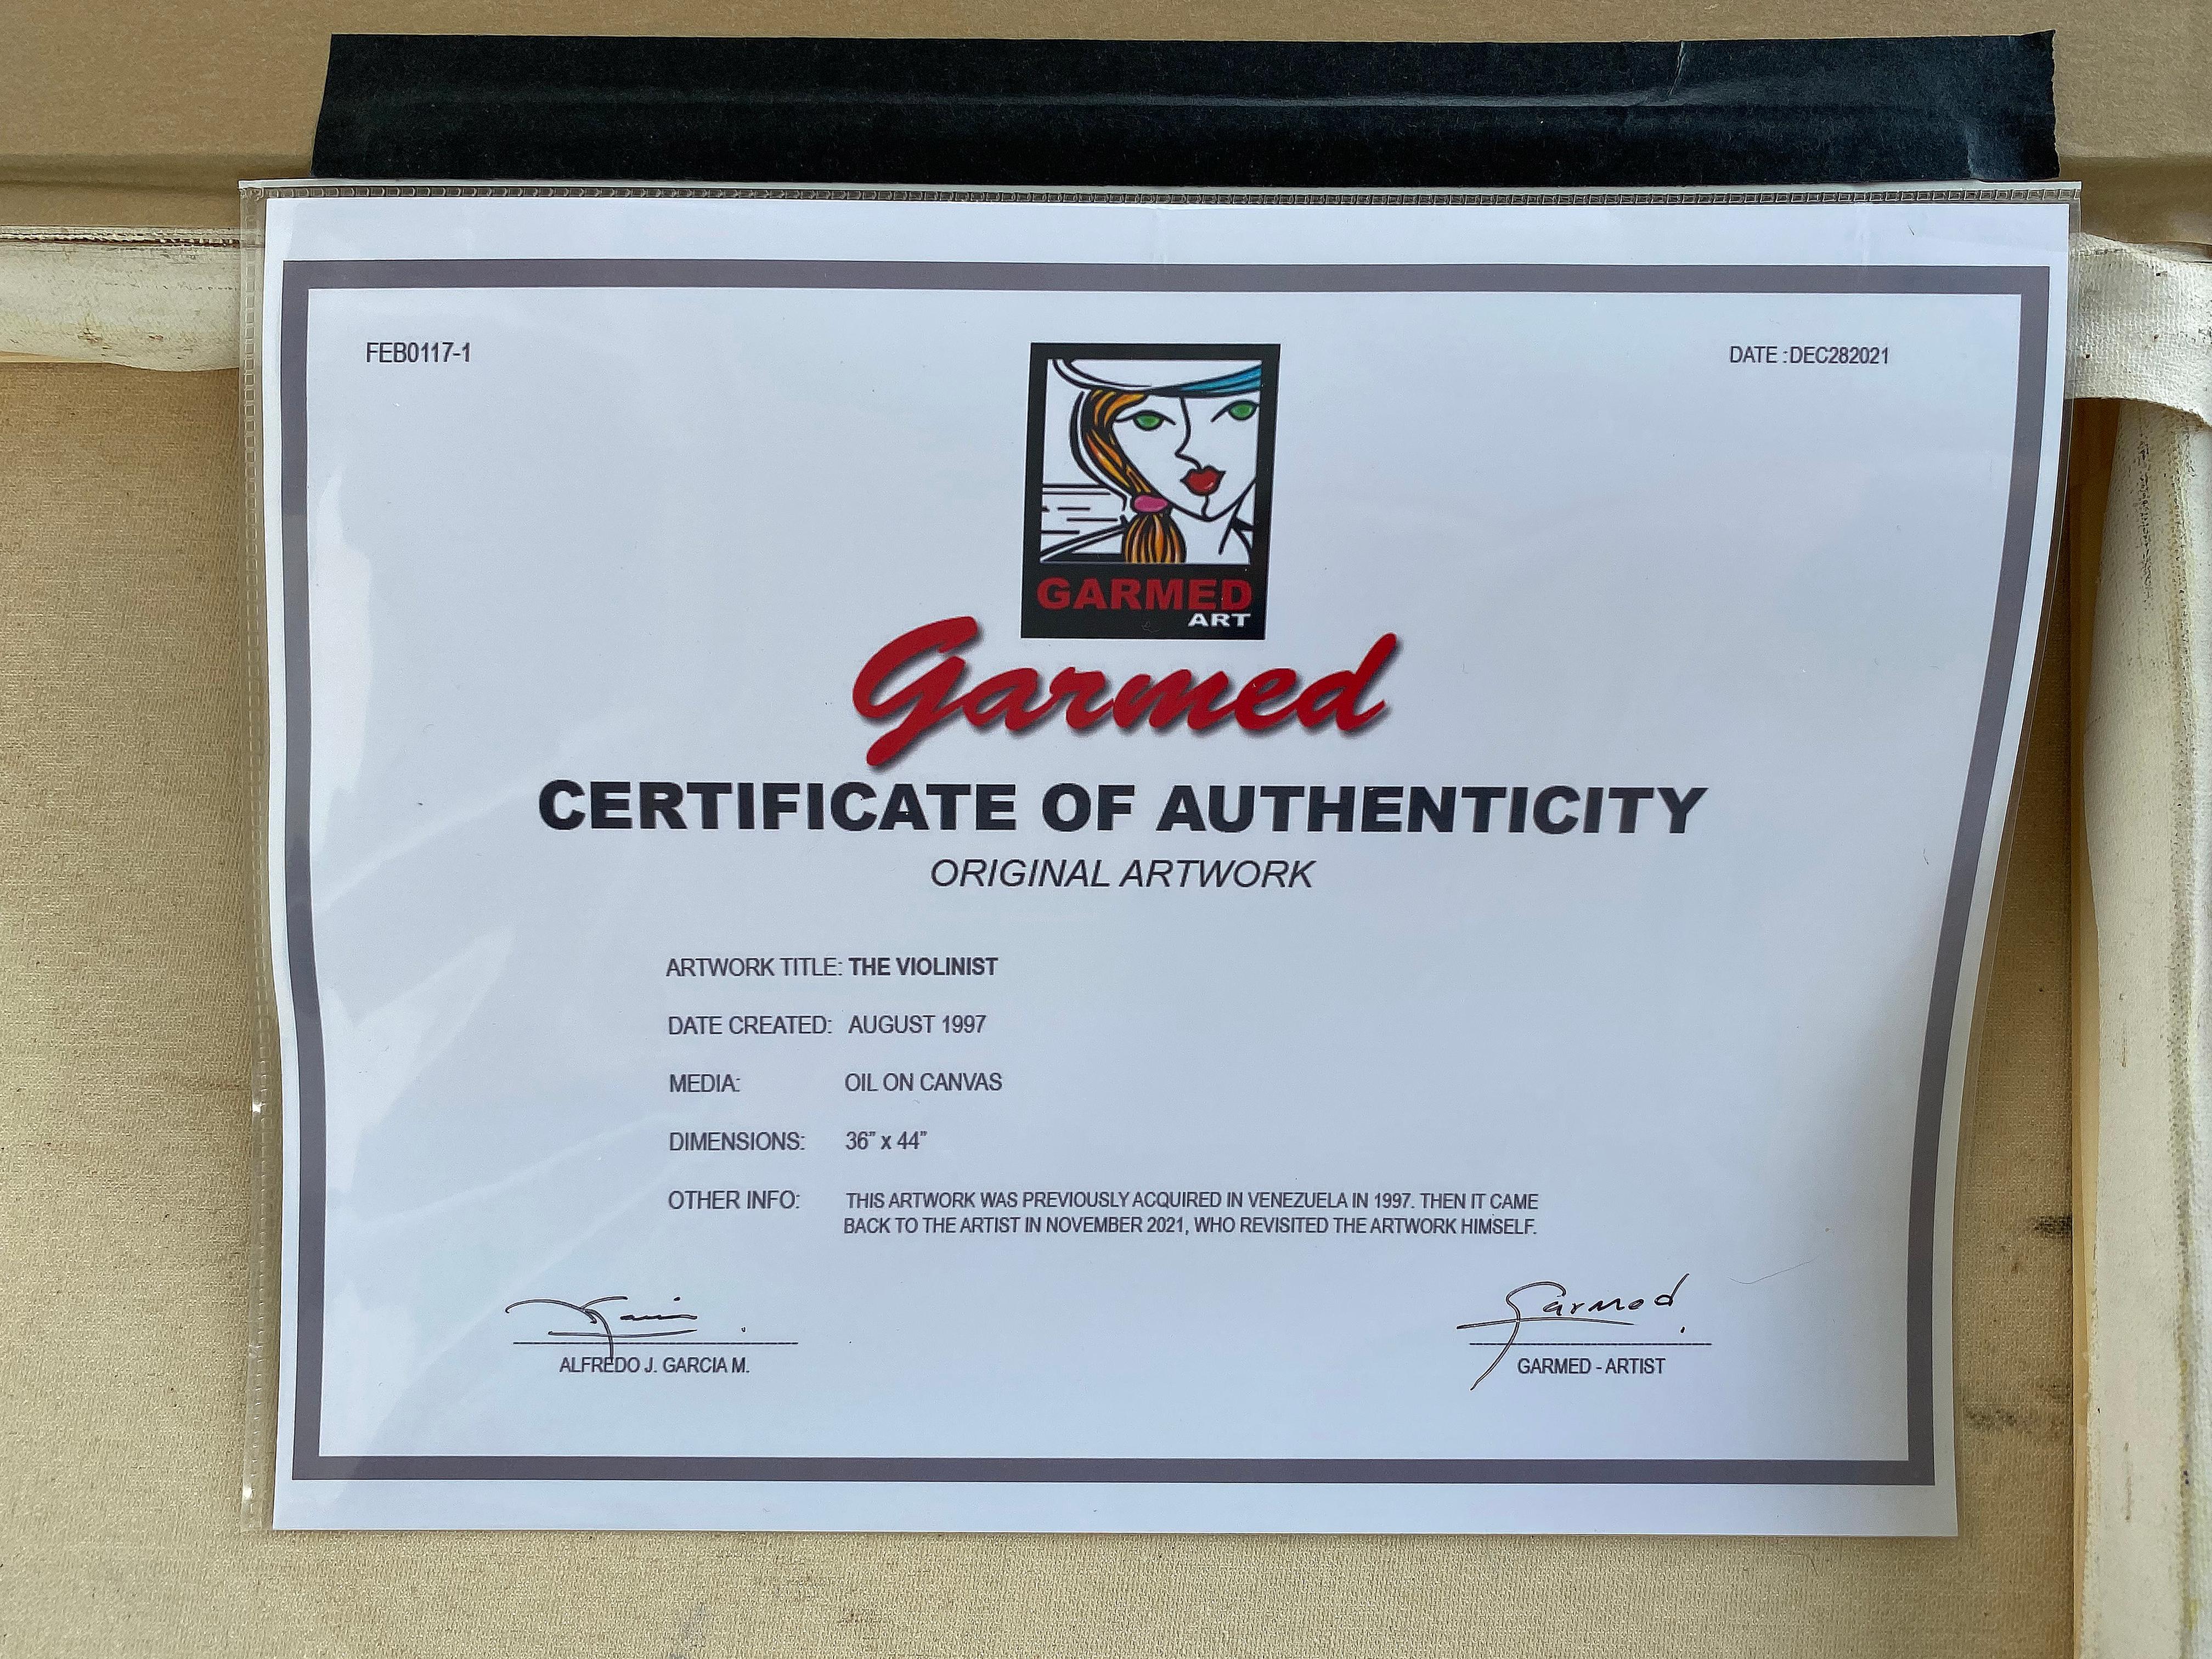 FEB0117-1
DATE :DEC282021
GARMED
ART
Garmed
CERTIFICATE OF AUTHENTICITY
ORIGINAL ARTWORK
ARTWORK TITLE: THE VIOLINIST
DATE CREATED: AUGUST 1997
MEDIA: OIL ON CANVAS
DIMENSIONS: 36” x 44”
OTHER INFO: THIS ARTWORK WAS PREVIOUSLY ACQUIRED IN VENEZUELA IN 1997. THEN IT CAME
BACK TO THE ARTIST IN NOVEMBER 2021, WHO REVISITED THE ARTWORK HIMSELF.
Garmed.
ALFREDO J. GARCIA M.
GARMED - ARTIST